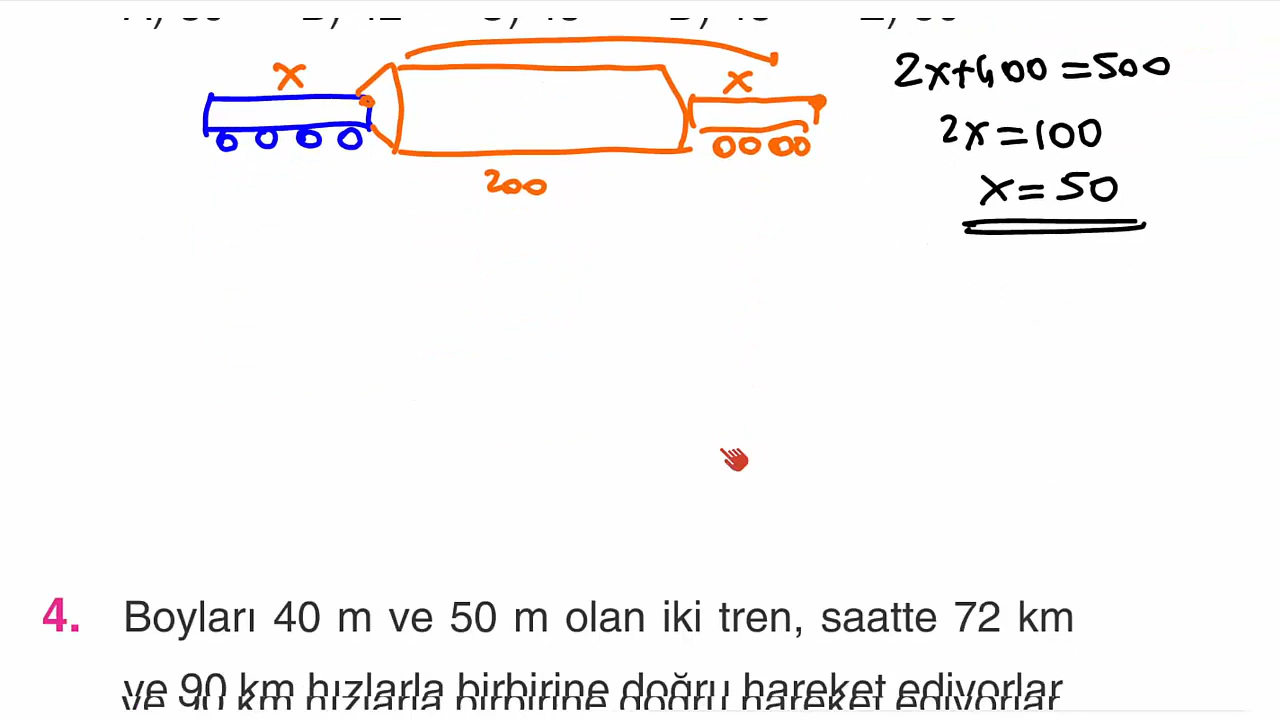 x
x
200
2x+400=500
2x=100
x=50
4. Boyları 40 m ve 50 m olan iki tren, saatte 72 km
ve 90 km hızlarla birbirine doğru hareket ediyorlar